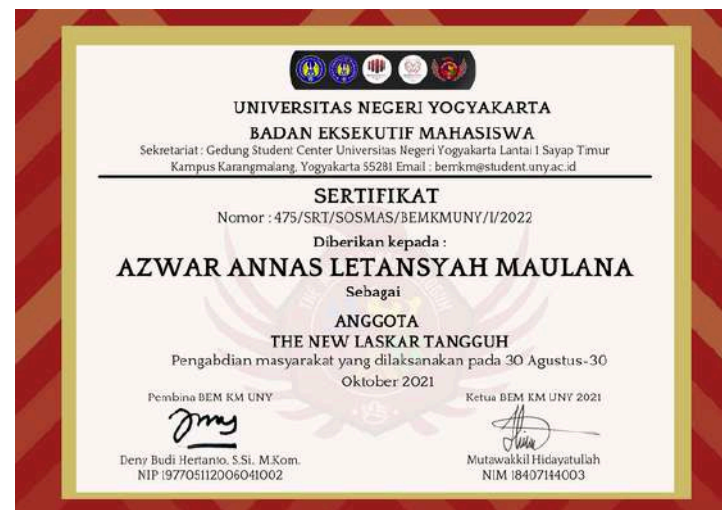 UNIVERSITAS NEGERI YOGYAKARTA
BADAN EKSEKUTIF MAHASISWA
Sekretariat : Gedung Student Center Universitas Negeri Yogyakarta Lantai 1 Sayap Timur
Kampus Karangmalang, Yogyakarta 55281 Email : bemkm@student.uny.ac.id
SERTIFIKAT
Nomor : 475/SRT/SOSMAS/BEMKMUNY/I/2022
Diberikan kepada :
AZWAR ANNAS LETANSYAH MAULANA
Sebagai
ANGGOTA
THE NEW LASKAR TANGGUH
Pengabdian masyarakat yang dilaksanakan pada 30 Agustus-30
Oktober 2021
Pembina BEM KM UNY
Ketua BEM KM UNY 2021
Deny Budi Hertanto, S.Si., M.Kom.
Mutawakkil Hidayatullah
NIP 197705112006041002
NIM 18407144003